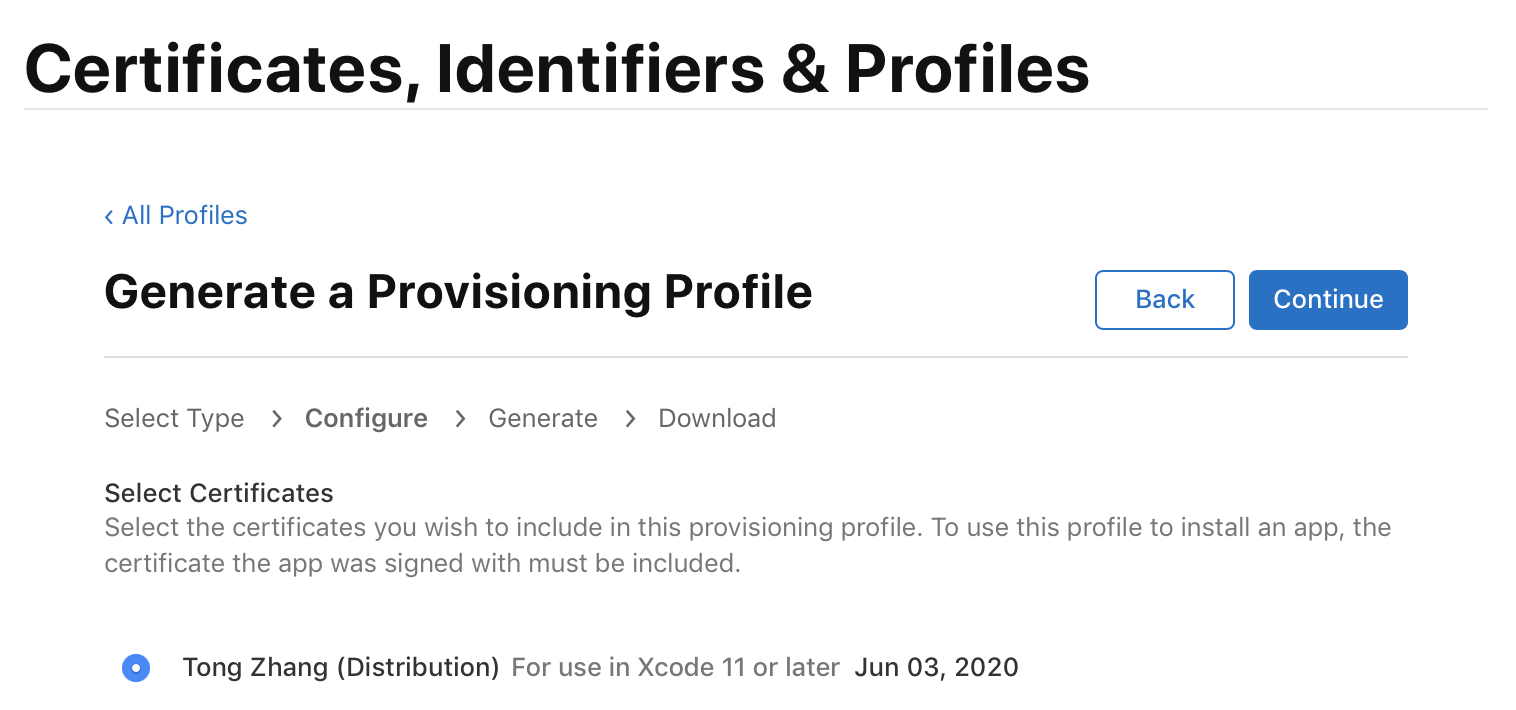 Certificates, Identifiers & Profiles
‹ All Profiles
Generate a Provisioning Profile
Back
Continue
Select Type > Configure > Generate > Download
Select Certificates
Select the certificates you wish to include in this provisioning profile. To use this profile to install an app, the
certificate the app was signed with must be included.
Tong Zhang (Distribution) For use in Xcode 11 or later Jun 03, 2020